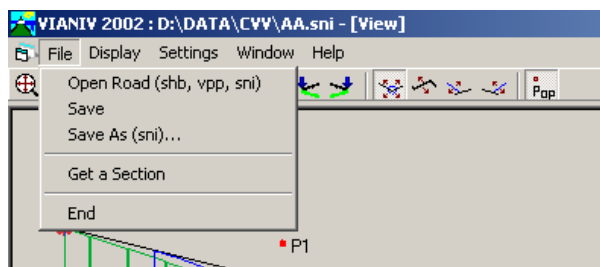 VIANIV 2002 : D:\DATA\CVV\AA.sni - [View]
File Display Settings Window Help
Open Road (shb, vpp, sni)
Save
Save As (sni)...
Get a Section
End
Pop
P1